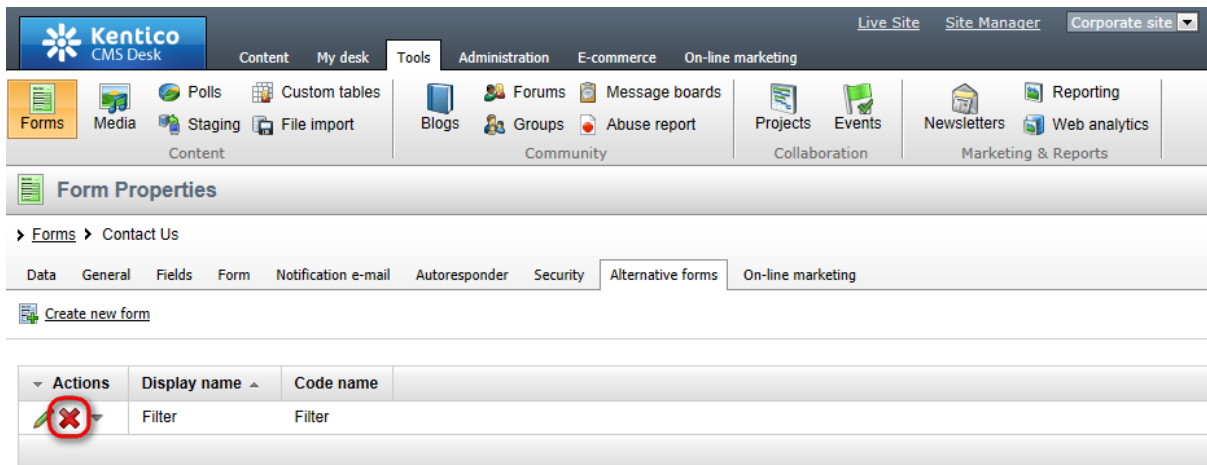 Live Site Site Manager Corporate site
Kentico
CMS Desk
Content My desk Tools Administration E-commerce On-line marketing
Polls Custom tables Forums Message boards Reporting
Forms Media Staging File import Blogs Groups Abuse report Projects Events Newsletters Web analytics
Content Community Collaboration Marketing & Reports
Form Properties
Forms Contact Us
Data General Fields Form Notification e-mail Autoresponder Security Alternative forms On-line marketing
Create new form
Actions Display name Code name
Filter Filter